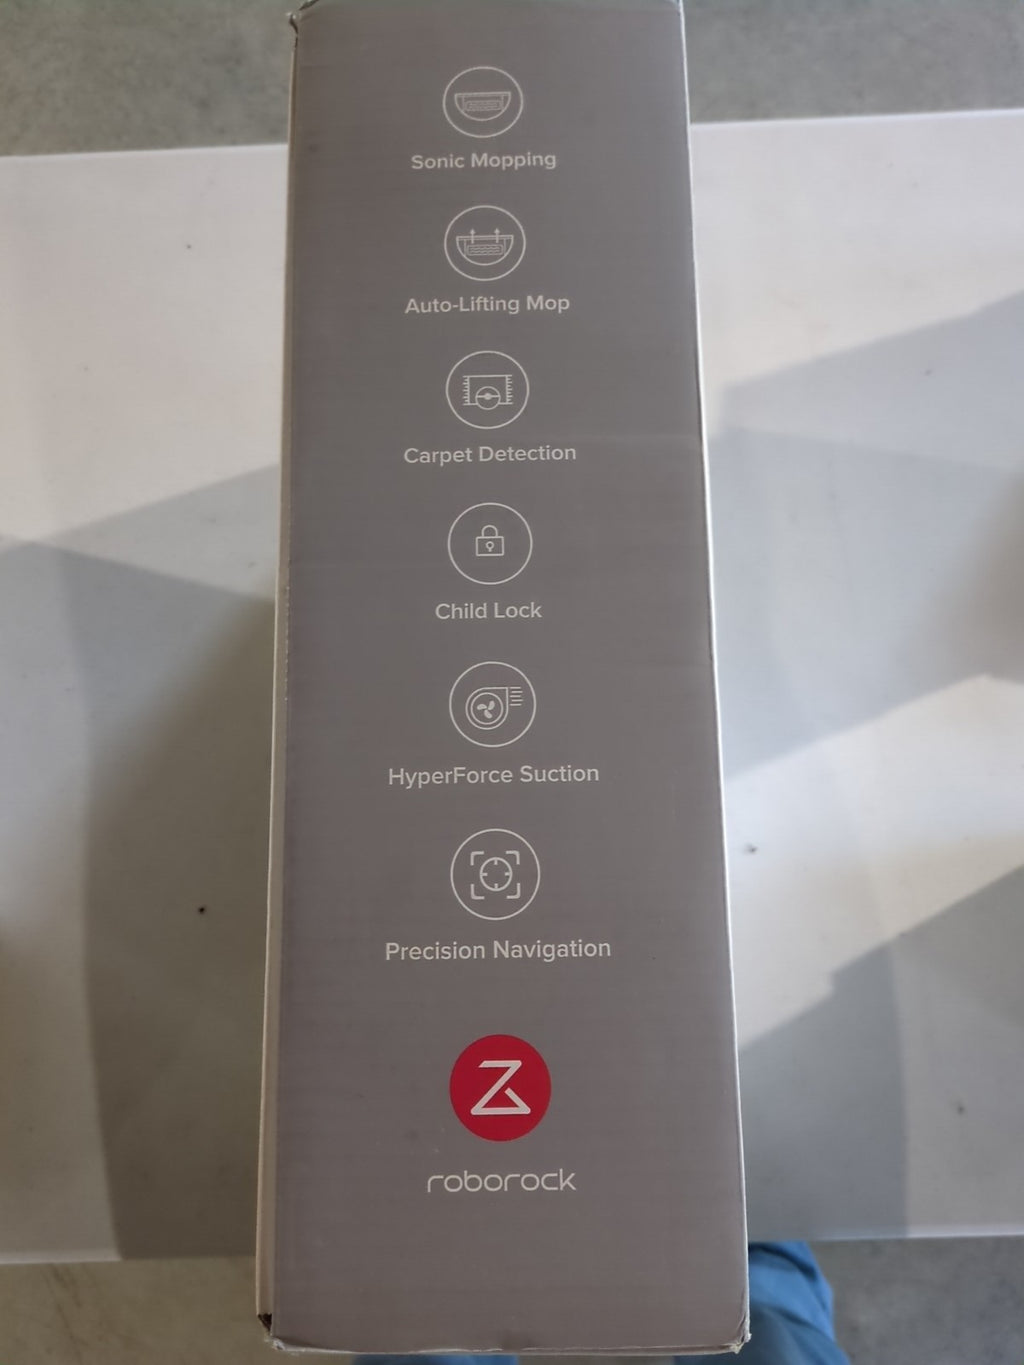 Sonic Mopping
Auto-Lifting Mop
Carpet Detection
Child Lock
HyperForce Suction
Precision Navigation
roborock